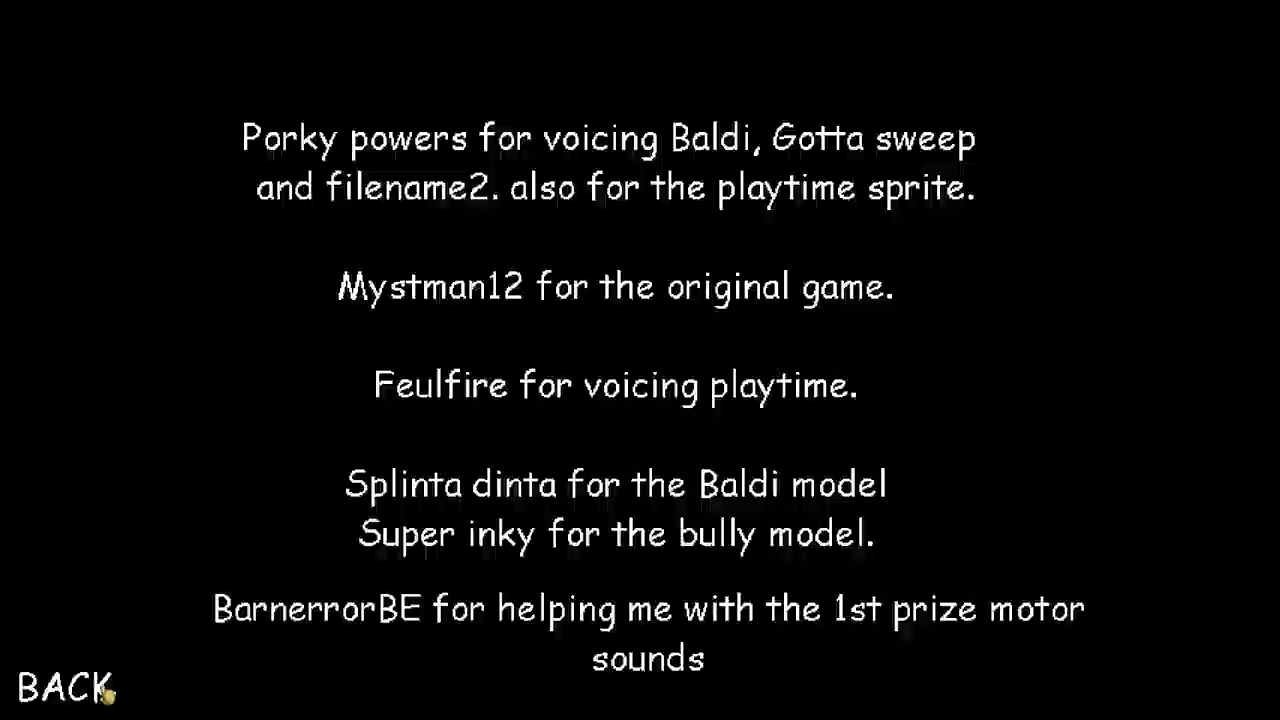 Porky powers for voicing Baldi, Gotta sweep
and filename2. also for the playtime sprite.
Mystman12 for the original game.
Feulfire for voicing playtime.
Splinta dinta for the Baldi model
Super inky for the bully model.
BarnerrorBE for helping me with the 1st prize motor
sounds
BACK